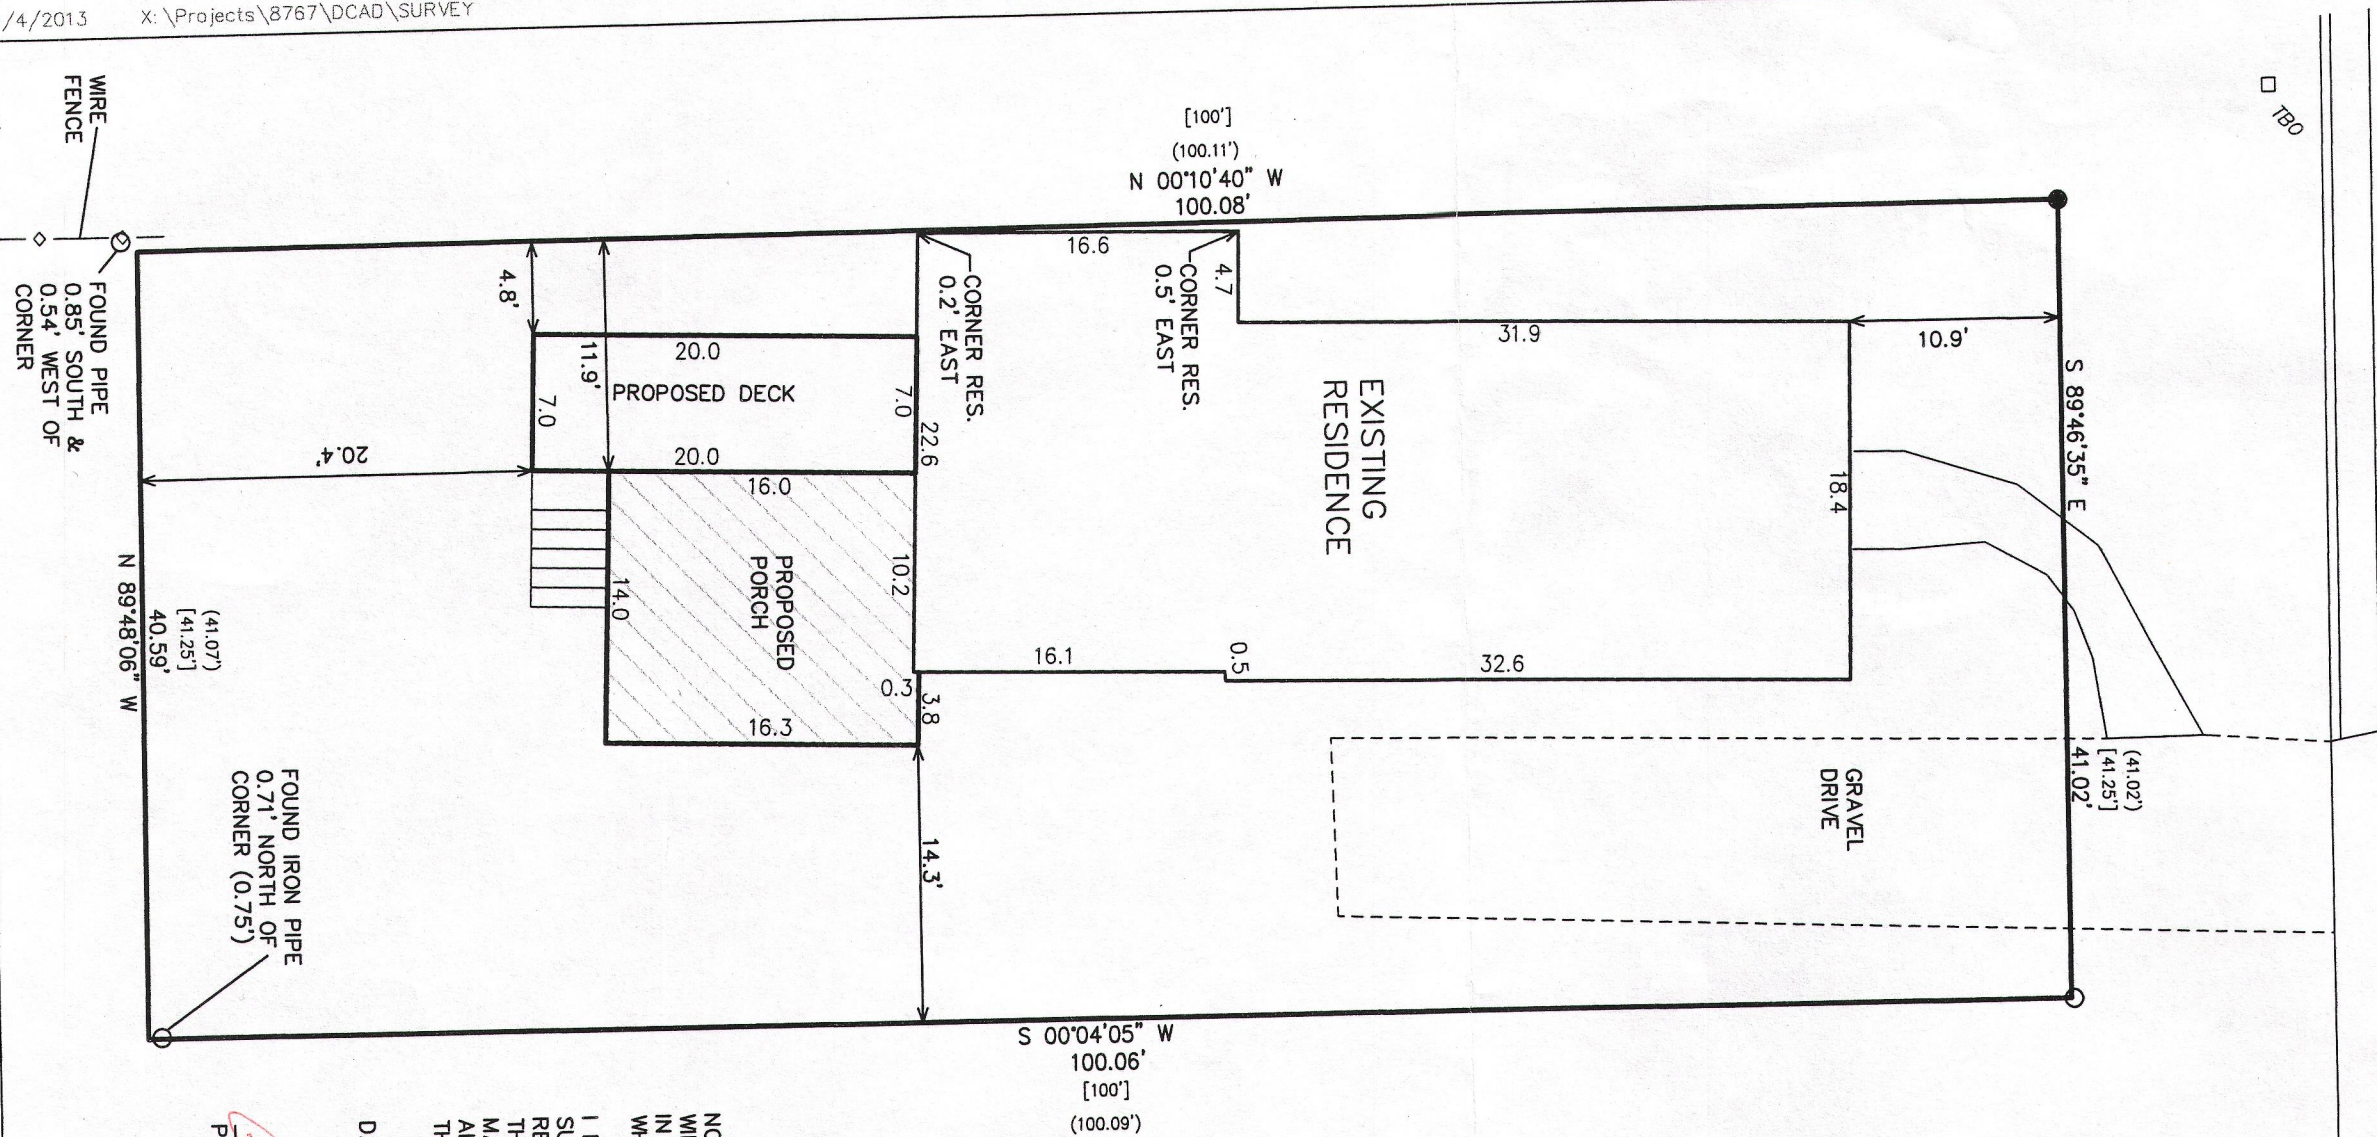 /4/2013 X:\Projects\8767\DCAD\SURVEY
WIRE
FENCE
[100']
(100.11')
N 00°10'40" W
100.08'
TBO
FOUND PIPE
0.85' SOUTH &
0.54' WEST OF
CORNER
4.8'
11.9'
20.0
PROPOSED DECK
7.0
7.0
20.0
20.4'
CORNER RES.
0.2' EAST
16.6
CORNER RES.
0.5' EAST
4.7
31.9
10.9'
S 89°46'35" E
22.6
EXISTING
RESIDENCE
18.4
16.0
PROPOSED
PORCH
10.2
14.0
0.3
3.8
16.3
16.1
0.5
32.6
N 89°48'06" W
40.59'
[41.25']
(41.07')
(41.02')
[41.25']
41.02'
GRAVEL
DRIVE
14.3'
FOUND IRON PIPE
0.71' NORTH OF
CORNER (0.75')
S 00°04'05" W
100.06'
[100']
(100.09')